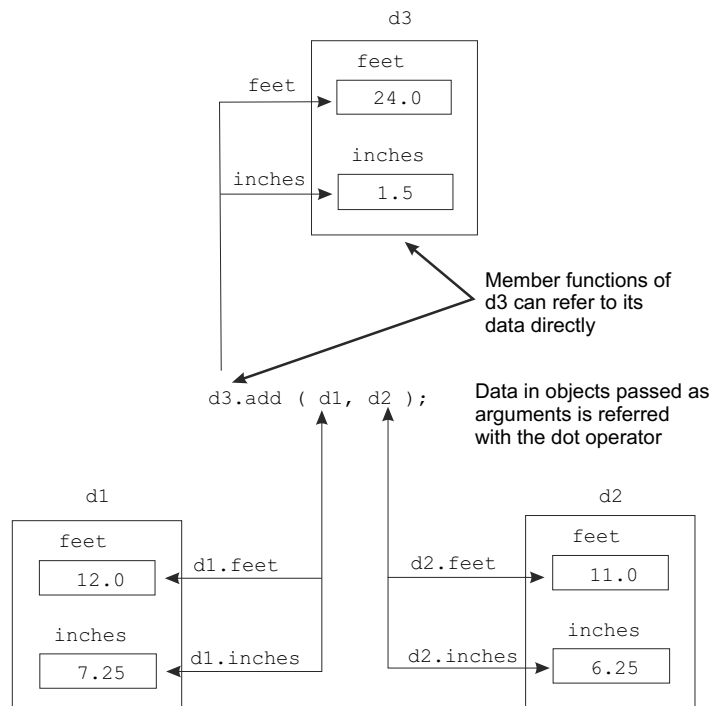 d3
feet
feet
24.0
inches
inches
1.5
Member functions of
d3 can refer to its
data directly
d3.add ( d1, d2 );
Data in objects passed as
arguments is referred
with the dot operator
d1
d2
feet
feet
d1.feet
d2.feet
12.0
11.0
inches
inches
d1.inches
d2.inches
7.25
6.25